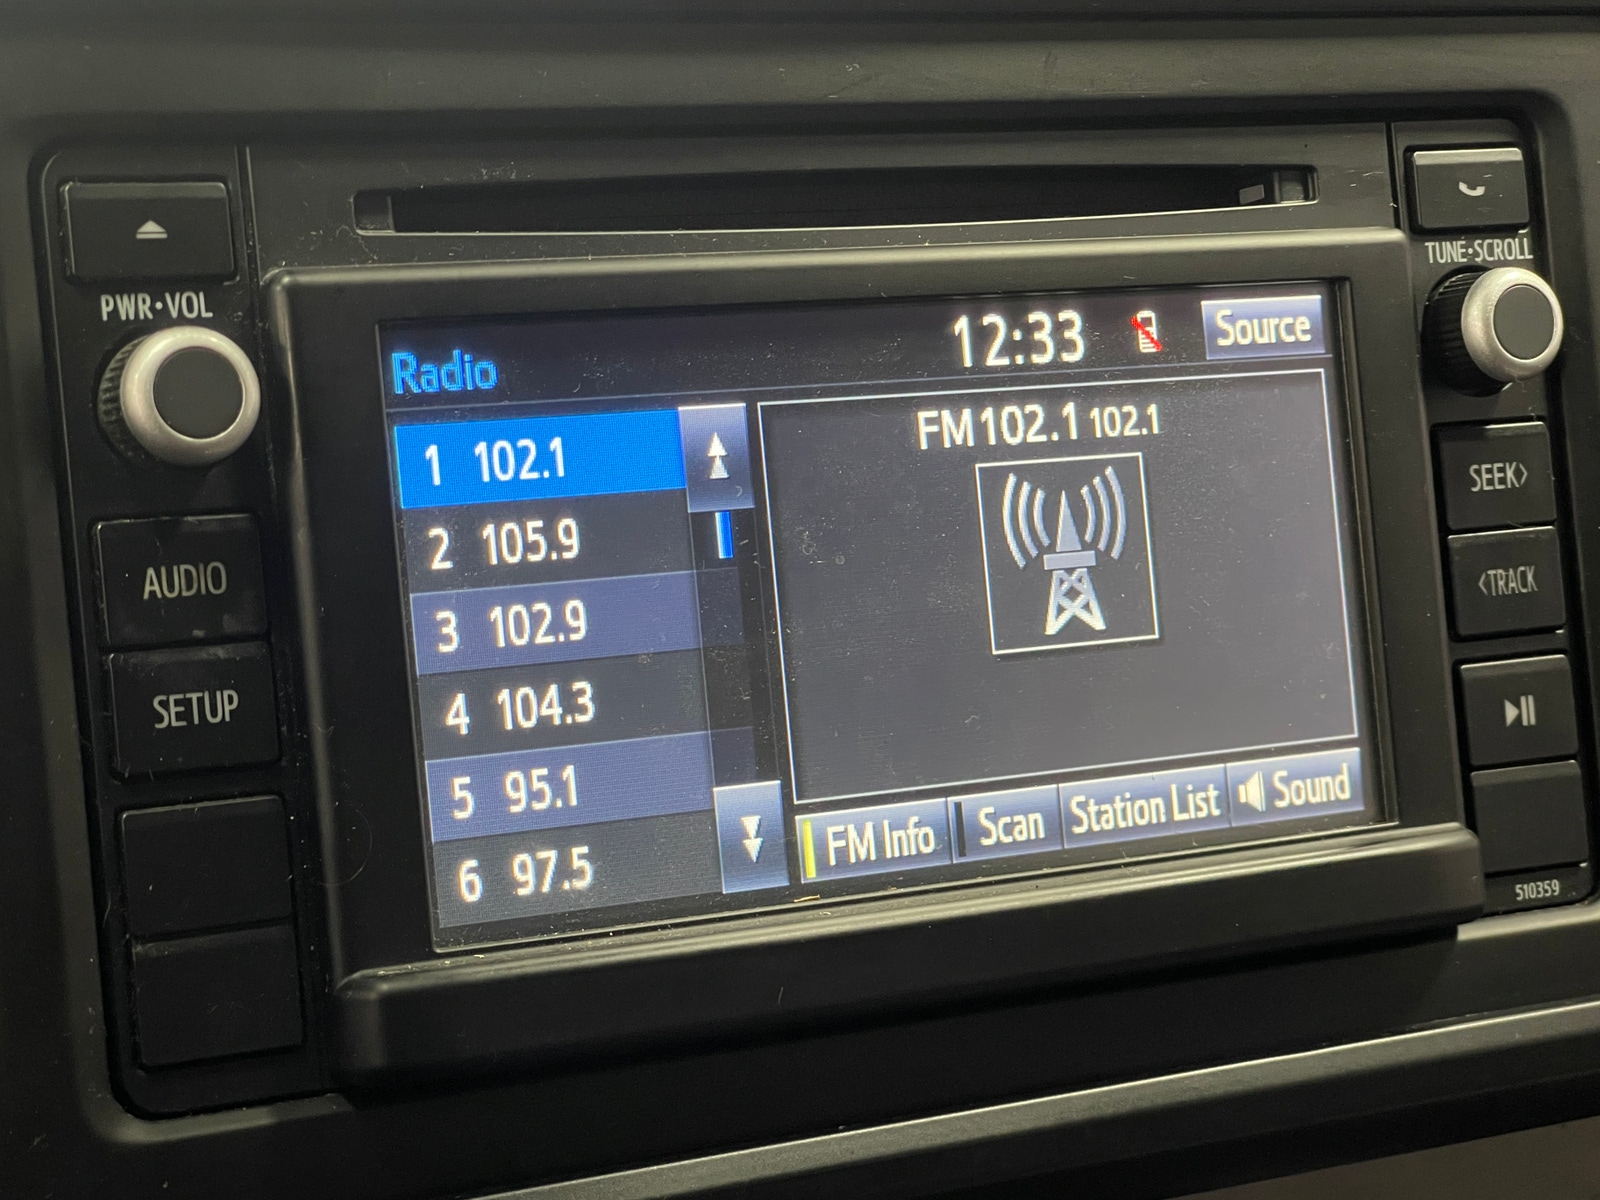 PWR•VOL
AUDIO
SETUP
Radio
12:33
Source
1 102.1
2 105.9
3 102.9
4 104.3
5 95.1
6 97.5
FM102.1 102.1
FM Info
Scan
Station List
Sound
TUNE•SCROLL
SEEK>
<TRACK
510359